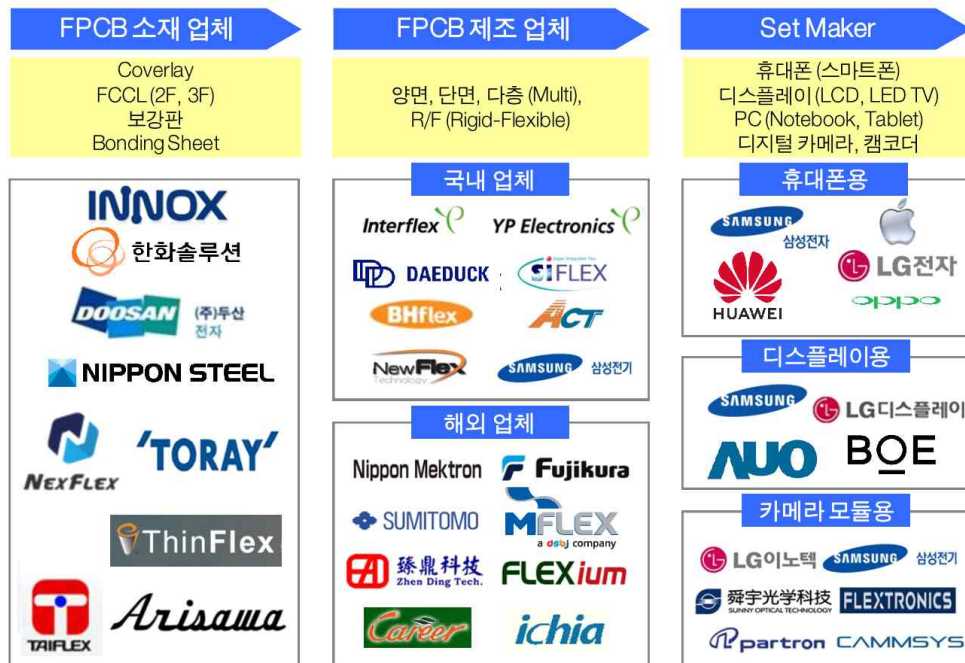 FPCB 소재 업체
Coverlay
FCCL (2F, 3F)
보강판
Bonding Sheet
INNOX
한화솔루션
DOOSAN (주)두산
전자
NIPPON STEEL
NEXFLEX
'TORAY'
ThinFlex
TAIFLEX
Arisawa
FPCB 제조 업체
양면, 단면, 다층 (Multi),
R/F (Rigid-Flexible)
국내 업체
Interflex YP Electronics
DAEDUCK SIFLEX
BHflex ACT
NewFlex
Technology
SAMSUNG 삼성전기
해외 업체
Nippon Mektron Fujikura
SUMITOMO MFLEX
a dsbj company
臻鼎科技
Zhen Ding Tech.
FLEXium
Career ichia
Set Maker
휴대폰 (스마트폰)
디스플레이 (LCD, LED TV)
PC (Notebook, Tablet)
디지털 카메라, 캠코더
휴대폰용
SAMSUNG
삼성전자
HUAWEI
LG전자
oppo
디스플레이용
SAMSUNG LG디스플레이
AUO BOE
카메라 모듈용
LG이노텍 SAMSUNG 삼성전기
舜宇光学科技
SUNNY OPTICAL TECHNOLOGY
FLEXTRONICS
partron CAMMSYS